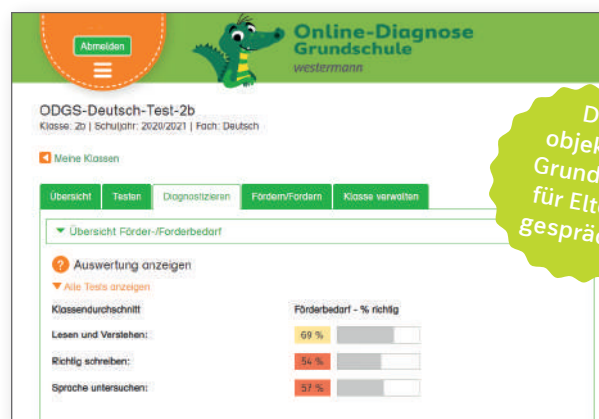 Abmelden
Online-Diagnose
Grundschule
westermann
ODGS-Deutsch-Test-2b
Klasse: 2b | Schuljahr: 2020/2021 | Fach: Deutsch
Meine Klassen
Übersicht Testen Diagnostizieren Fördern/Fordern Klasse verwalten
Übersicht Förder-/Forderbedarf
? Auswertung anzeigen
Alle Tests anzeigen
Klassendurchschnitt Förderbedarf - % richtig
Lesen und Verstehen: 69 %
Richtig schreiben: 54 %
Sprache untersuchen: 57 %
für